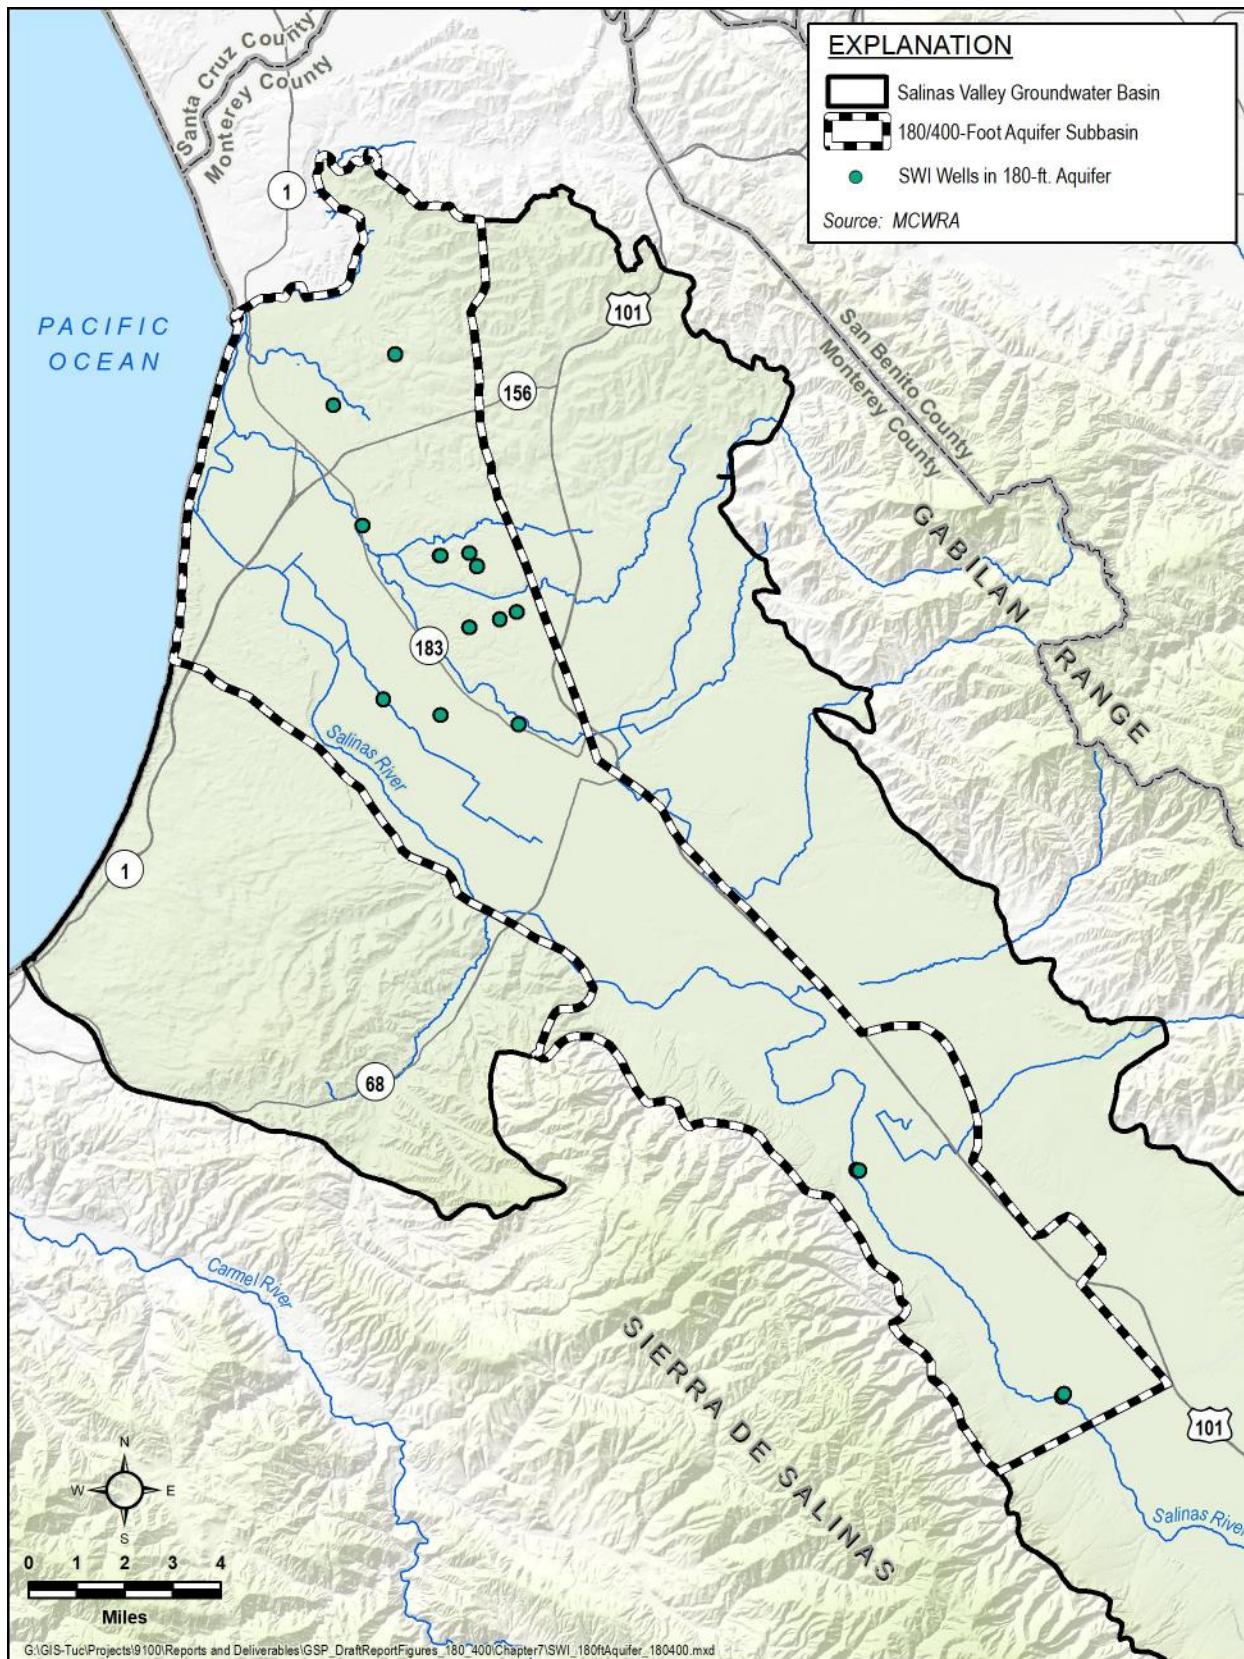 EXPLANATION
Salinas Valley Groundwater Basin
180/400-Foot Aquifer Subbasin
SWI Wells in 180-ft. Aquifer
Source: MCWRA
Santa Cruz County
Monterey County
1
PACIFIC
OCEAN
101
156
San Benito County
Monterey County
GABILAN RANGE
183
Salinas River
1
68
Carmel River
SIERRA DE SALINAS
101
Salinas River
N
W
E
S
0 1 2 3 4
Miles
G:\GIS-Tuc\Projects\9100\Reports and Deliverables\GSP_DraftReportFigures_180_400\Chapter7\SWI_180ftAquifer_180400.mxd